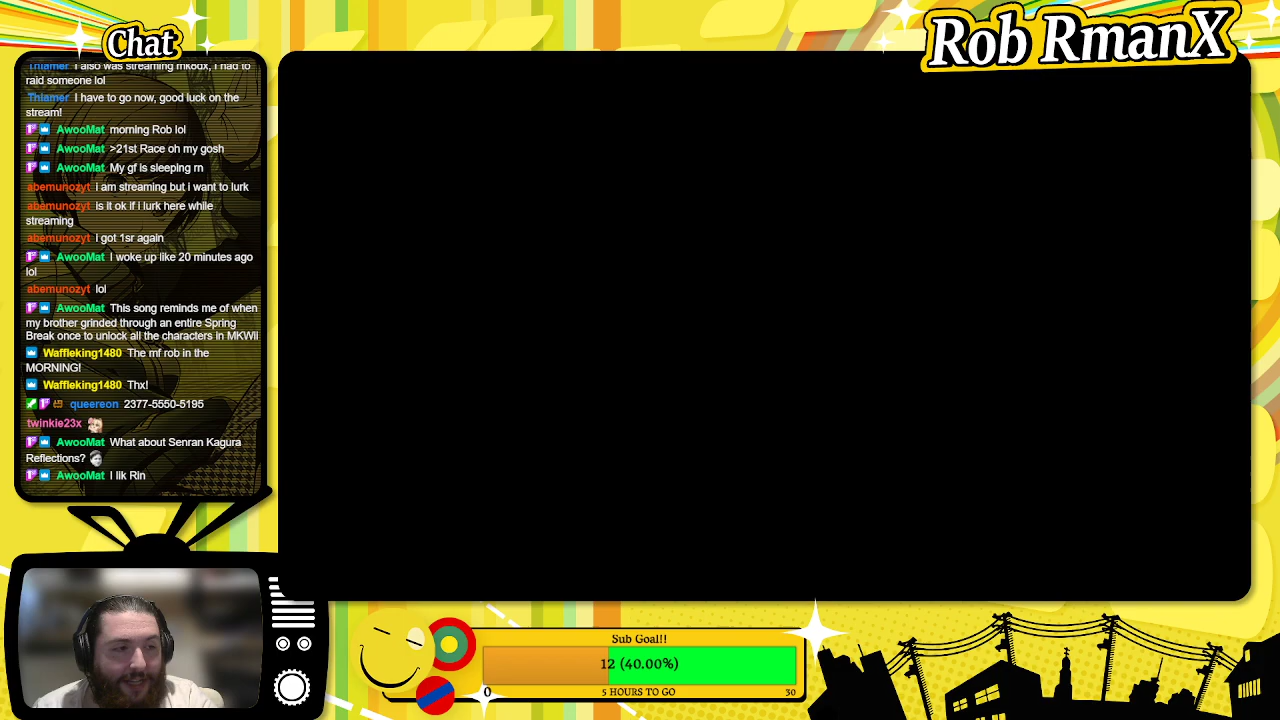 Chat
Rob RmanX
Thiamer I also was streaming mk8dx, I had to
raid someone lol
Thiamer I have to go now, good luck on the
stream!
AwooMat morning Rob lol
AwooMat >21st Race oh my gosh
AwooMat My gf is sleeping rn
abemunozyt i am streaming but i want to lurk
abemunozyt is it ok if I lurk here while
streaming
abemunozyt i got 1sr again
AwooMat I woke up like 20 minutes ago
lol
abemunozyt lol
AwooMat This song reminds me of when
my brother grinded through an entire Spring
Break once to unlock all the characters in MKWii
Waffleking1480 The mf rob in the
MORNING!
Waffleking1480 Thx!
queereon 2377-5550-5195
twinkle23x
AwooMat What about Senran Kagura
Reflections?
AwooMat I lik Rin
Sub Goal!!
12 (40.00%)
0 5 HOURS TO GO 30